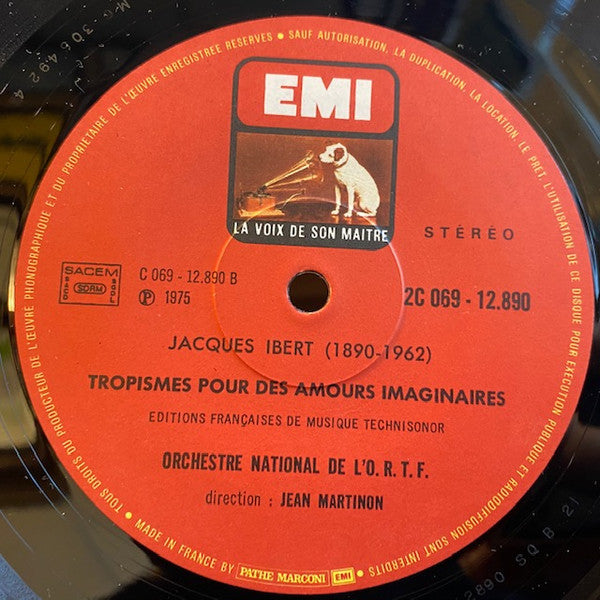 TOUS DROITS DU PRODUCTEUR DE L'ŒUVRE PHONOGRAPHIQUE ET DU PROPRIETAIRE DE L'ŒUVRE ENREGISTREE RESERVES • SAUF AUTORISATION, LA DUPLICATION, LA LOCATION, LE PRET, L'UTILISATION DE CE DISQUE POUR EXECUTION PUBLIQUE ET RADIODIFFUSION SONT INTERDITS •
EMI
LA VOIX DE SON MAITRE
STÉRÉO
SACEM
SACD SDRM SGDL
C 069 - 12.890 B
Ⓟ 1975
2C 069 - 12.890
JACQUES IBERT (1890-1962)
TROPISMES POUR DES AMOURS IMAGINAIRES
EDITIONS FRANÇAISES DE MUSIQUE TECHNISONOR
ORCHESTRE NATIONAL DE L'O.R.T.F.
direction : JEAN MARTINON
MADE IN FRANCE BY PATHE MARCONI EMI